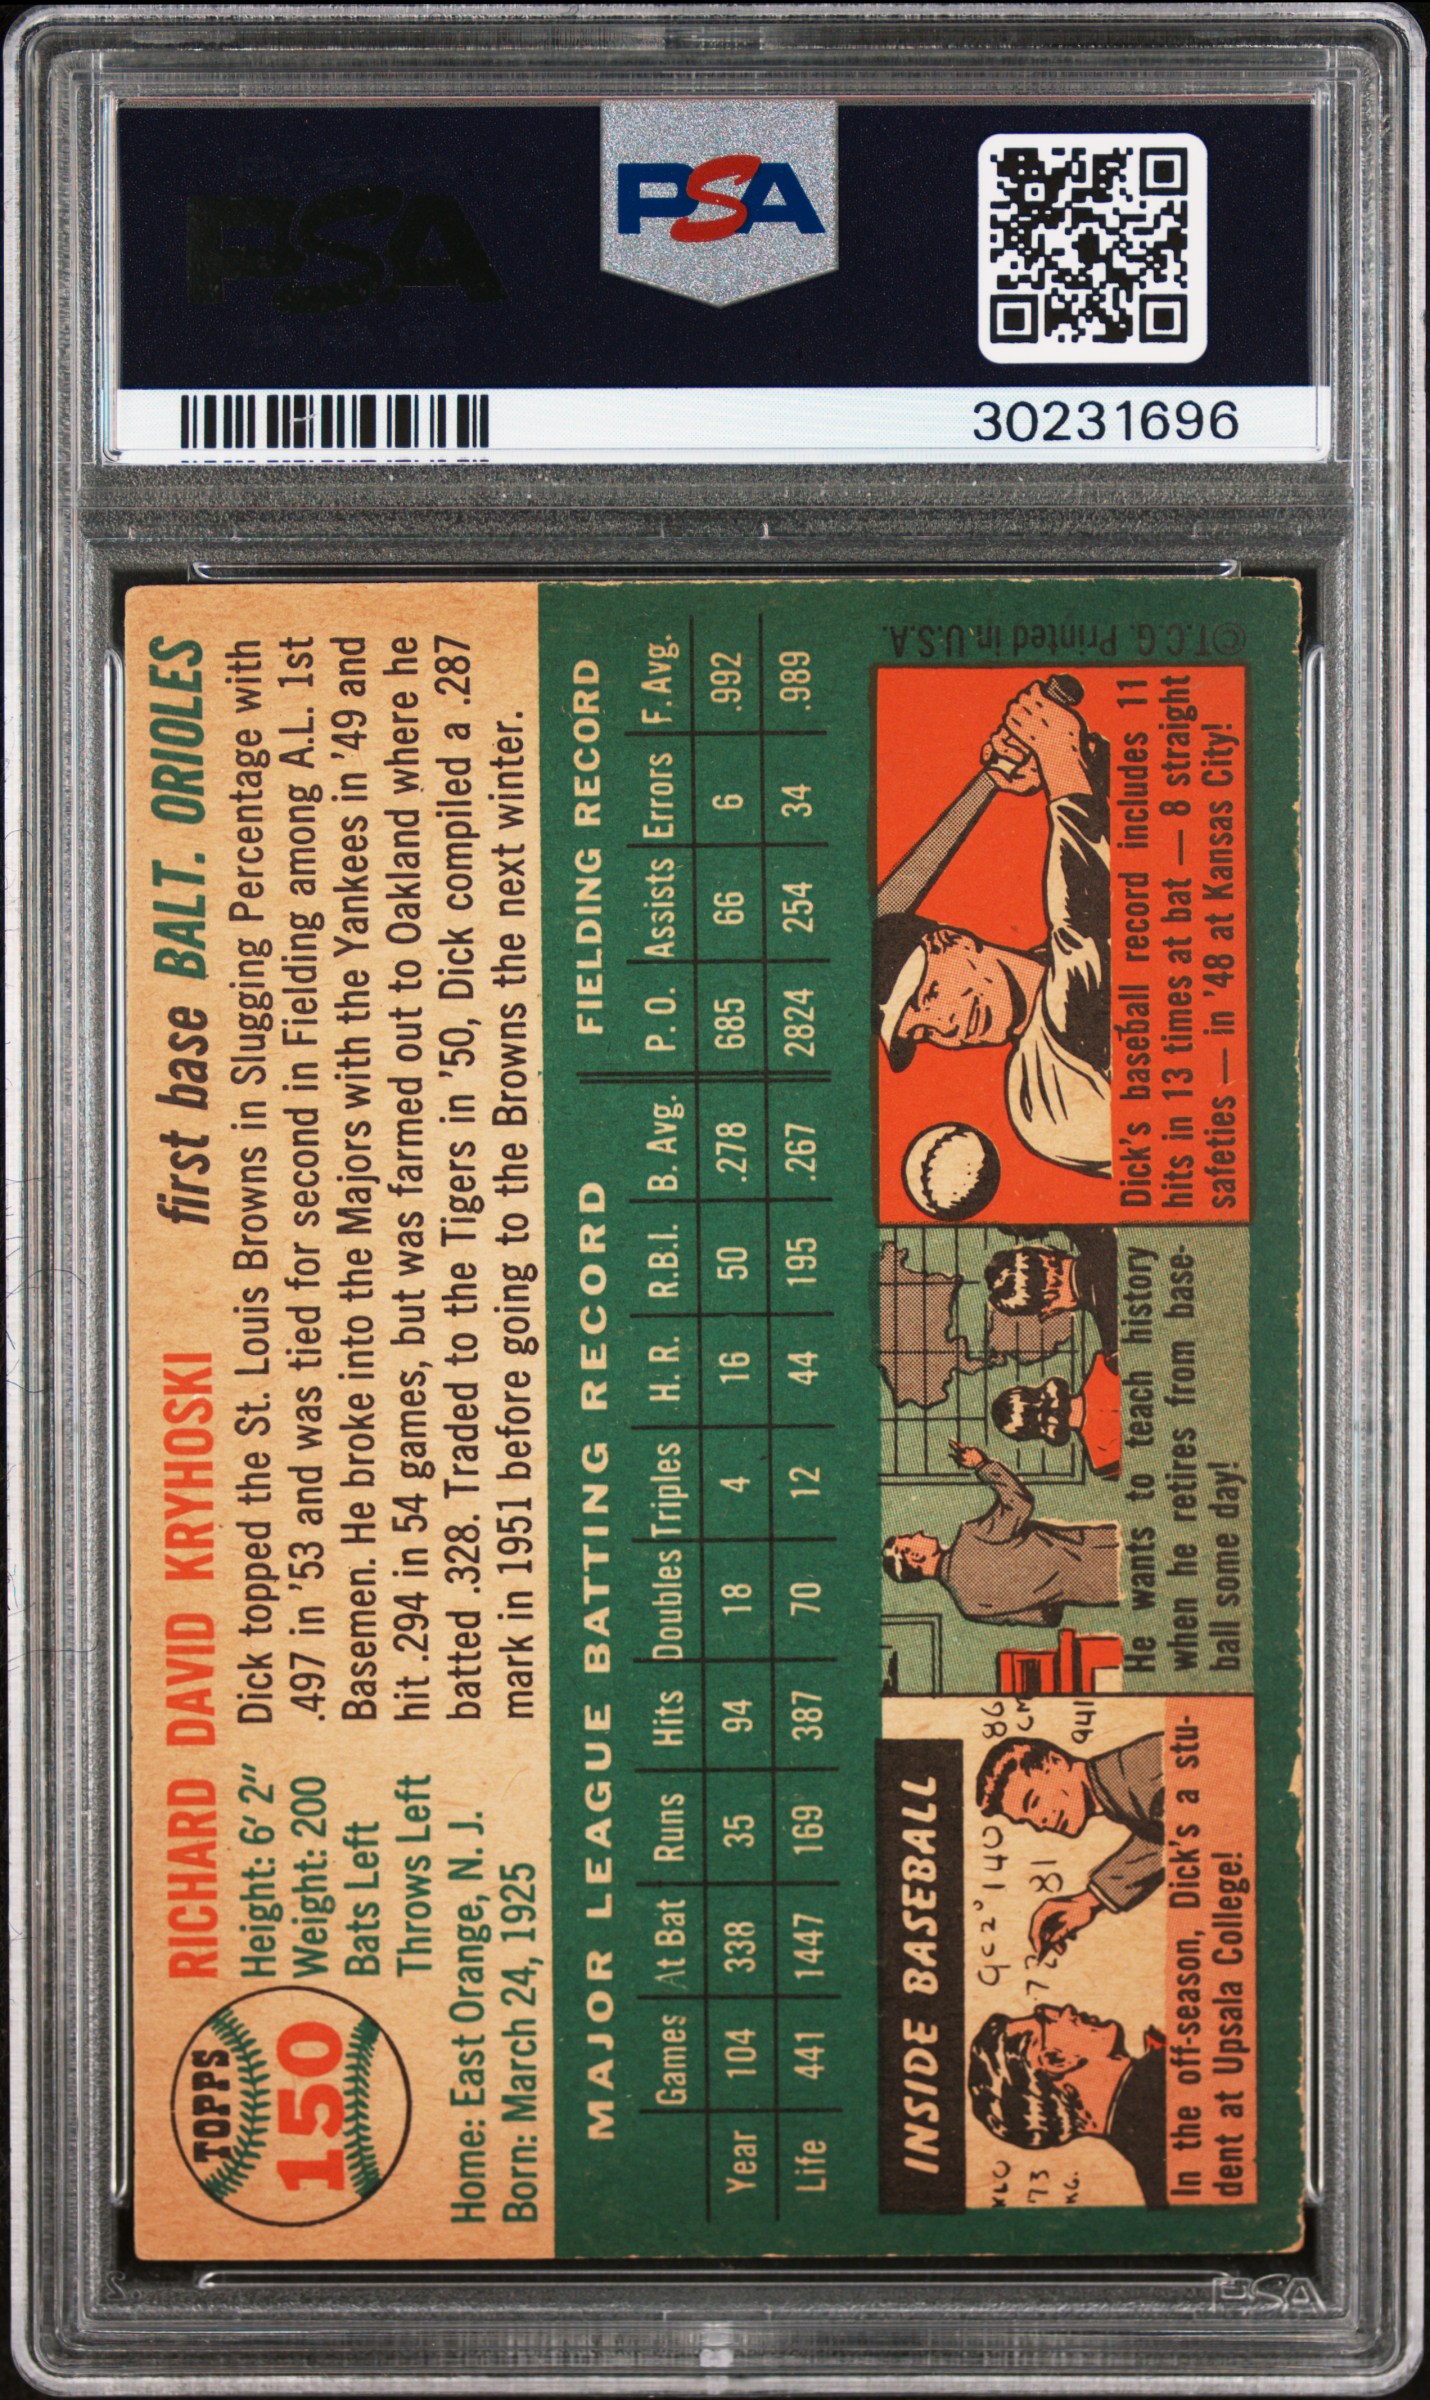 PSA
PSA
30231696
TOPPS
150
RICHARD DAVID KRYHOSKI first base BALT. ORIOLES
Height: 6' 2"
Weight: 200
Bats Left
Throws Left
Home: East Orange, N. J.
Born: March 24, 1925
Dick topped the St. Louis Browns in Slugging Percentage with
.497 in '53 and was tied for second in Fielding among A.L. 1st
Basemen. He broke into the Majors with the Yankees in '49 and
hit .294 in 54 games, but was farmed out to Oakland where he
batted .328. Traded to the Tigers in '50, Dick compiled a .287
mark in 1951 before going to the Browns the next winter.
MAJOR LEAGUE BATTING RECORD FIELDING RECORD
Games At Bat Runs Hits Doubles Triples H. R. R.B.I. B. Avg. P. O. Assists Errors F. Avg.
Year 104 338 35 94 18 4 16 50 .278 685 66 6 .992
Life 441 1447 169 387 70 12 44 195 .267 2824 254 34 .989
INSIDE BASEBALL
In the off-season, Dick's a stu-
dent at Upsala College!
He wants to teach history
when he retires from base-
ball some day!
Dick's baseball record includes 11
hits in 13 times at bat — 8 straight
safeties — in '48 at Kansas City!
©T.C.G. Printed in U.S.A.
PSA